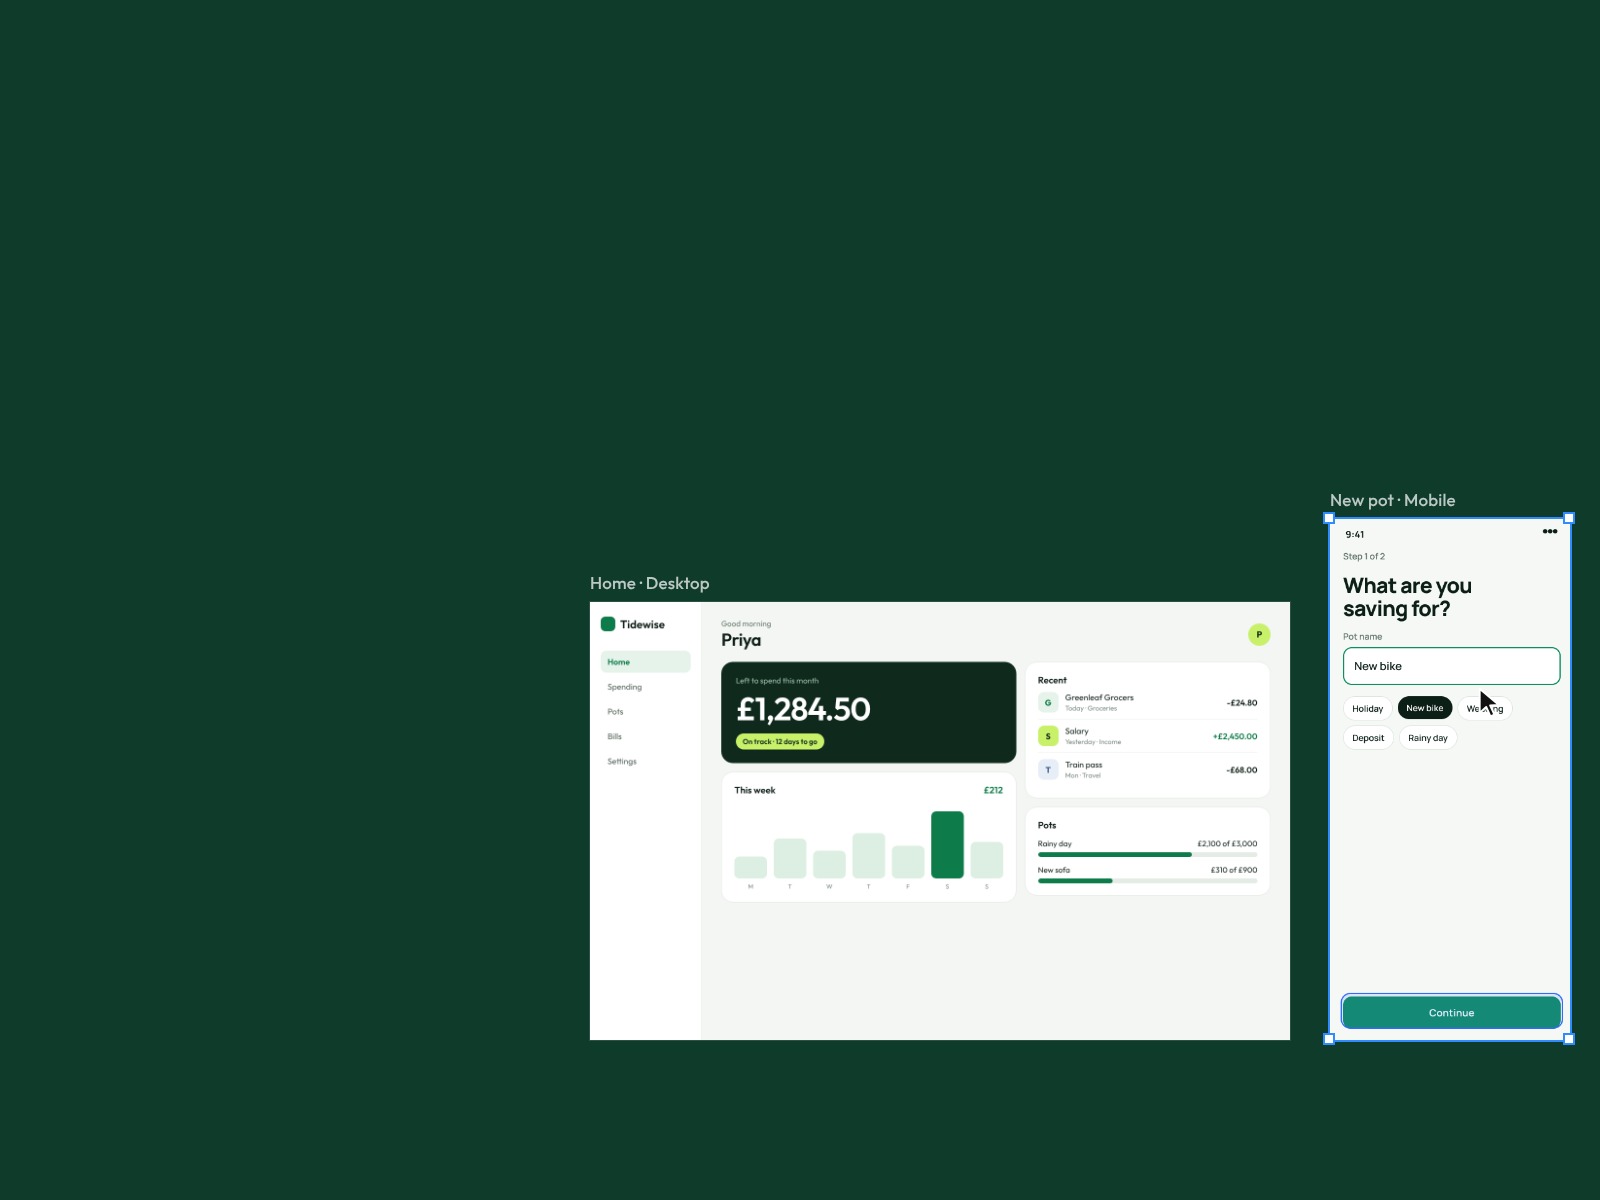 New pot · Mobile
9:41
Step 1 of 2
What are you
saving for?
Pot name
New bike
Holiday
New bike
Deposit
Rainy day
Continue
Home · Desktop
Tidewise
Home
Spending
Pots
Bills
Settings
Good morning
Priya
P
Left to spend this month
£1,284.50
On track · 12 days to go
This week
£212
M T W T F S S
Recent
G
Greenleaf Grocers
Today · Groceries
-£24.80
S
Salary
Yesterday · Income
+£2,450.00
T
Train pass
Mon · Travel
-£68.00
Pots
Rainy day
£2,100 of £3,000
New sofa
£310 of £900